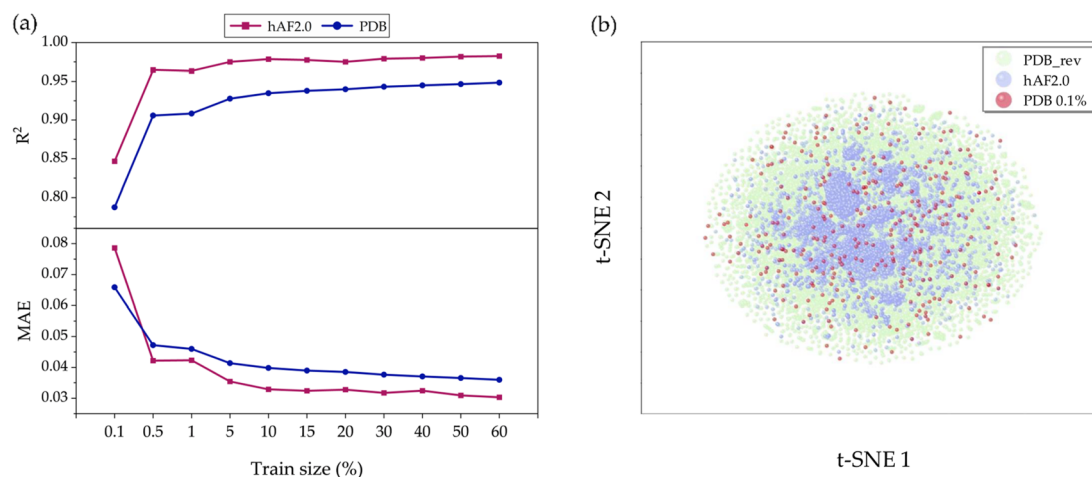 (a)
hAF2.0 PDB
1.00
0.95
0.90
0.85
0.80
R²
0.08
0.07
0.06
0.05
0.04
0.03
MAE
0.1 0.5 1 5 10 15 20 30 40 50 60
Train size (%)
(b)
PDB_rev
hAF2.0
PDB 0.1%
t-SNE 2
t-SNE 1